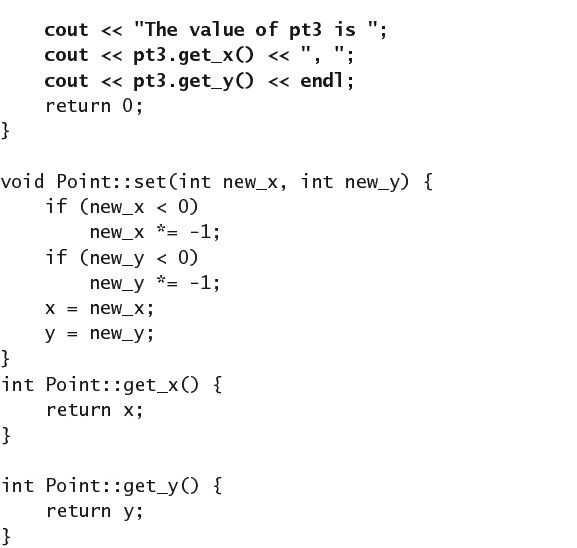 cout << "The value of pt3 is ";
    cout << pt3.get_x() << ", ";
    cout << pt3.get_y() << endl;
    return 0;
}

void Point::set(int new_x, int new_y) {
    if (new_x < 0)
        new_x *= -1;
    if (new_y < 0)
        new_y *= -1;
    x = new_x;
    y = new_y;
}
int Point::get_x() {
    return x;
}

int Point::get_y() {
    return y;
}